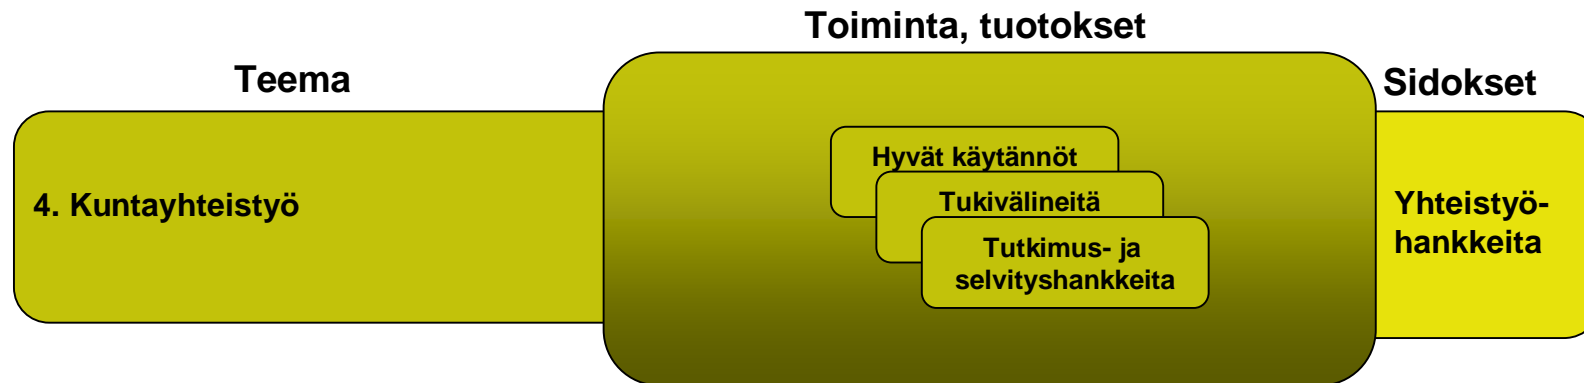 Toiminta, tuotokset
Teema
Sidokset
4. Kuntayhteistyö
Hyvät käytännöt
Tukivälineitä
Tutkimus- ja
selvityshankkeita
Yhteistyö-
hankkeita